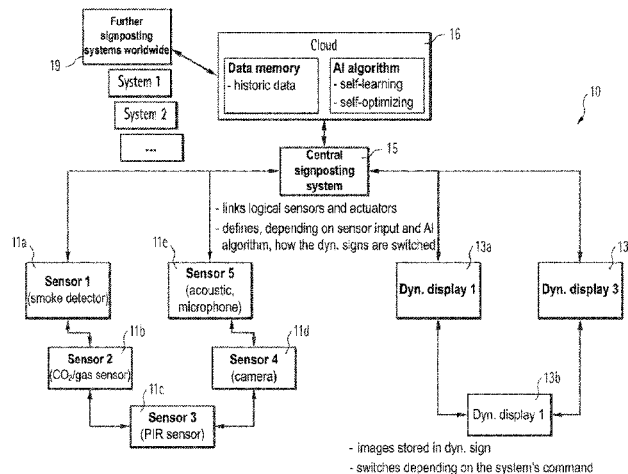 Further
signposting
systems worldwide
19
System 1
System 2
...
Cloud
16
Data memory
- historic data
AI algorithm
- self-learning
- self-optimizing
10
Central
signposting
system
15
- links logical sensors and actuators
- defines, depending on sensor input and AI
algorithm, how the dyn. signs are switched
11a
Sensor 1
(smoke detector)
11e
Sensor 5
(acoustic,
microphone)
13a
Dyn. display 1
13
Dyn. display 3
11b
Sensor 2
(CO₂/gas sensor)
11d
Sensor 4
(camera)
11c
Sensor 3
(PIR sensor)
13b
Dyn. display 1
- images stored in dyn. sign
- switches depending on the system's command